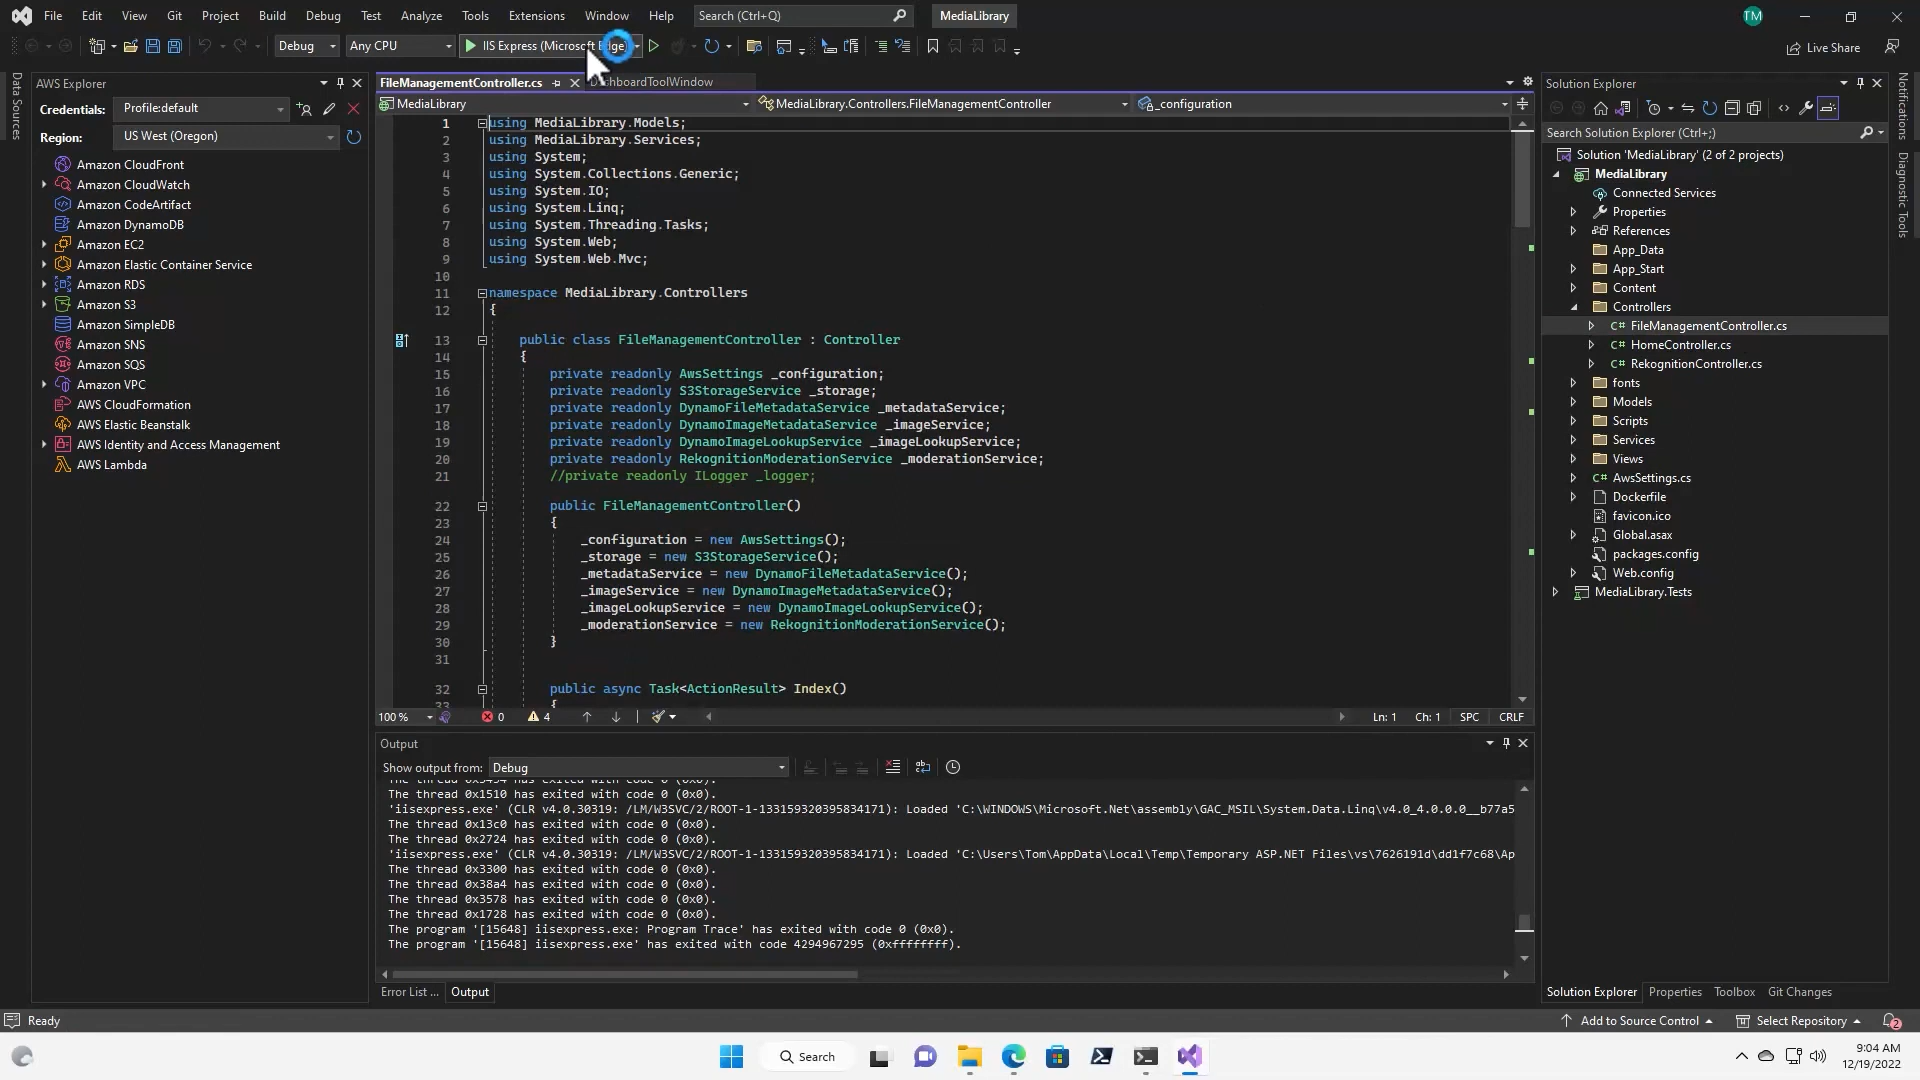 File Edit View Git Project Build Debug Test Analyze Tools Extensions Window Help Search (Ctrl+Q) MediaLibrary TM
Debug Any CPU IIS Express (Microsoft Edge) Live Share
Data Sources
AWS Explorer
Credentials: Profile:default
Region: US West (Oregon)
Amazon CloudFront
Amazon CloudWatch
Amazon CodeArtifact
Amazon DynamoDB
Amazon EC2
Amazon Elastic Container Service
Amazon RDS
Amazon S3
Amazon SimpleDB
Amazon SNS
Amazon SQS
Amazon VPC
AWS CloudFormation
AWS Elastic Beanstalk
AWS Identity and Access Management
AWS Lambda
FileManagementController.cs DashboardToolWindow
MediaLibrary MediaLibrary.Controllers.FileManagementController _configuration
1 using MediaLibrary.Models;
2 using MediaLibrary.Services;
3 using System;
4 using System.Collections.Generic;
5 using System.IO;
6 using System.Linq;
7 using System.Threading.Tasks;
8 using System.Web;
9 using System.Web.Mvc;
10
11 namespace MediaLibrary.Controllers
12 {
13 public class FileManagementController : Controller
14 {
15 private readonly AwsSettings _configuration;
16 private readonly S3StorageService _storage;
17 private readonly DynamoFileMetadataService _metadataService;
18 private readonly DynamoImageMetadataService _imageService;
19 private readonly DynamoImageLookupService _imageLookupService;
20 private readonly RekognitionModerationService _moderationService;
21 //private readonly ILogger _logger;
22 public FileManagementController()
23 {
24 _configuration = new AwsSettings();
25 _storage = new S3StorageService();
26 _metadataService = new DynamoFileMetadataService();
27 _imageService = new DynamoImageMetadataService();
28 _imageLookupService = new DynamoImageLookupService();
29 _moderationService = new RekognitionModerationService();
30 }
31
32 public async Task<ActionResult> Index()
33 {
100 % 0 4 Ln: 1 Ch: 1 SPC CRLF
Output
Show output from: Debug
The thread 0x3454 has exited with code 0 (0x0).
The thread 0x1510 has exited with code 0 (0x0).
'iisexpress.exe' (CLR v4.0.30319: /LM/W3SVC/2/ROOT-1-133159320395834171): Loaded 'C:\WINDOWS\Microsoft.Net\assembly\GAC_MSIL\System.Data.Linq\v4.0_4.0.0.0__b77a5
The thread 0x13c0 has exited with code 0 (0x0).
The thread 0x2724 has exited with code 0 (0x0).
'iisexpress.exe' (CLR v4.0.30319: /LM/W3SVC/2/ROOT-1-133159320395834171): Loaded 'C:\Users\Tom\AppData\Local\Temp\Temporary ASP.NET Files\vs\7626191d\dd1f7c68\Ap
The thread 0x3300 has exited with code 0 (0x0).
The thread 0x38a4 has exited with code 0 (0x0).
The thread 0x3578 has exited with code 0 (0x0).
The thread 0x1728 has exited with code 0 (0x0).
The program '[15648] iisexpress.exe: Program Trace' has exited with code 0 (0x0).
The program '[15648] iisexpress.exe' has exited with code 4294967295 (0xffffffff).
Error List ... Output
Solution Explorer
Search Solution Explorer (Ctrl+;)
Solution 'MediaLibrary' (2 of 2 projects)
MediaLibrary
Connected Services
Properties
References
App_Data
App_Start
Content
Controllers
C# FileManagementController.cs
C# HomeController.cs
C# RekognitionController.cs
fonts
Models
Scripts
Services
Views
C# AwsSettings.cs
Dockerfile
favicon.ico
Global.asax
packages.config
Web.config
MediaLibrary.Tests
Solution Explorer Properties Toolbox Git Changes
Notifications
Diagnostic Tools
Ready Add to Source Control Select Repository 2
Search
9:04 AM
12/19/2022